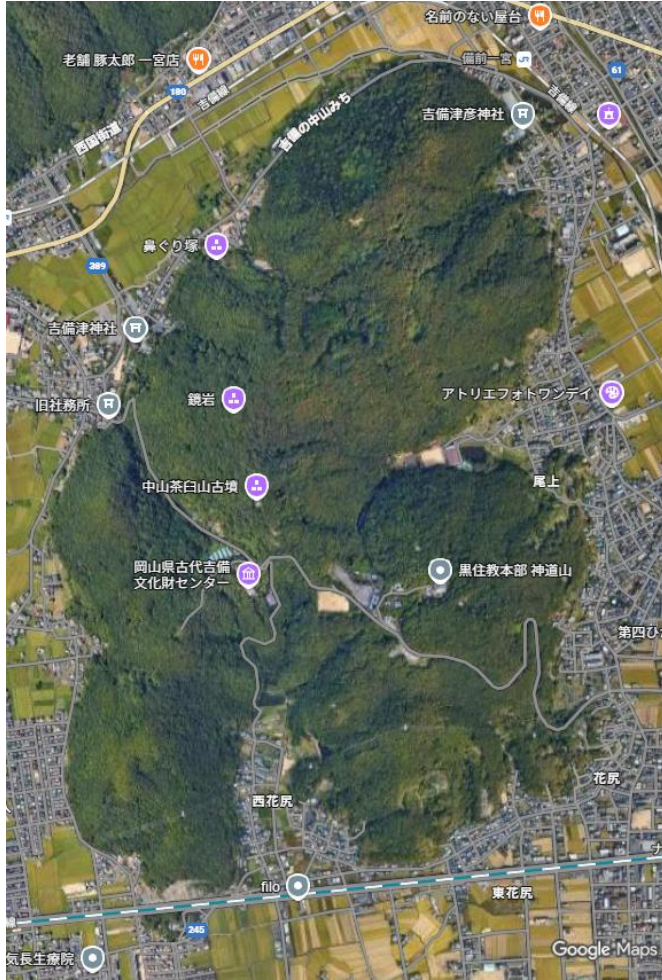 名前のない屋台
老舗 豚太郎 一宮店
備前一宮
JR
61
180
吉備線
吉備線
西国街道
吉備の中山みち
吉備津彦神社
鼻ぐり塚
389
吉備津神社
旧社務所
鏡岩
アトリエフォトワンデイ
尾上
中山茶臼山古墳
岡山県古代吉備
文化財センター
黒住教本部 神道山
第四ひか
花尻
西花尻
ナ
filo
東花尻
245
気長生療院
Google Maps